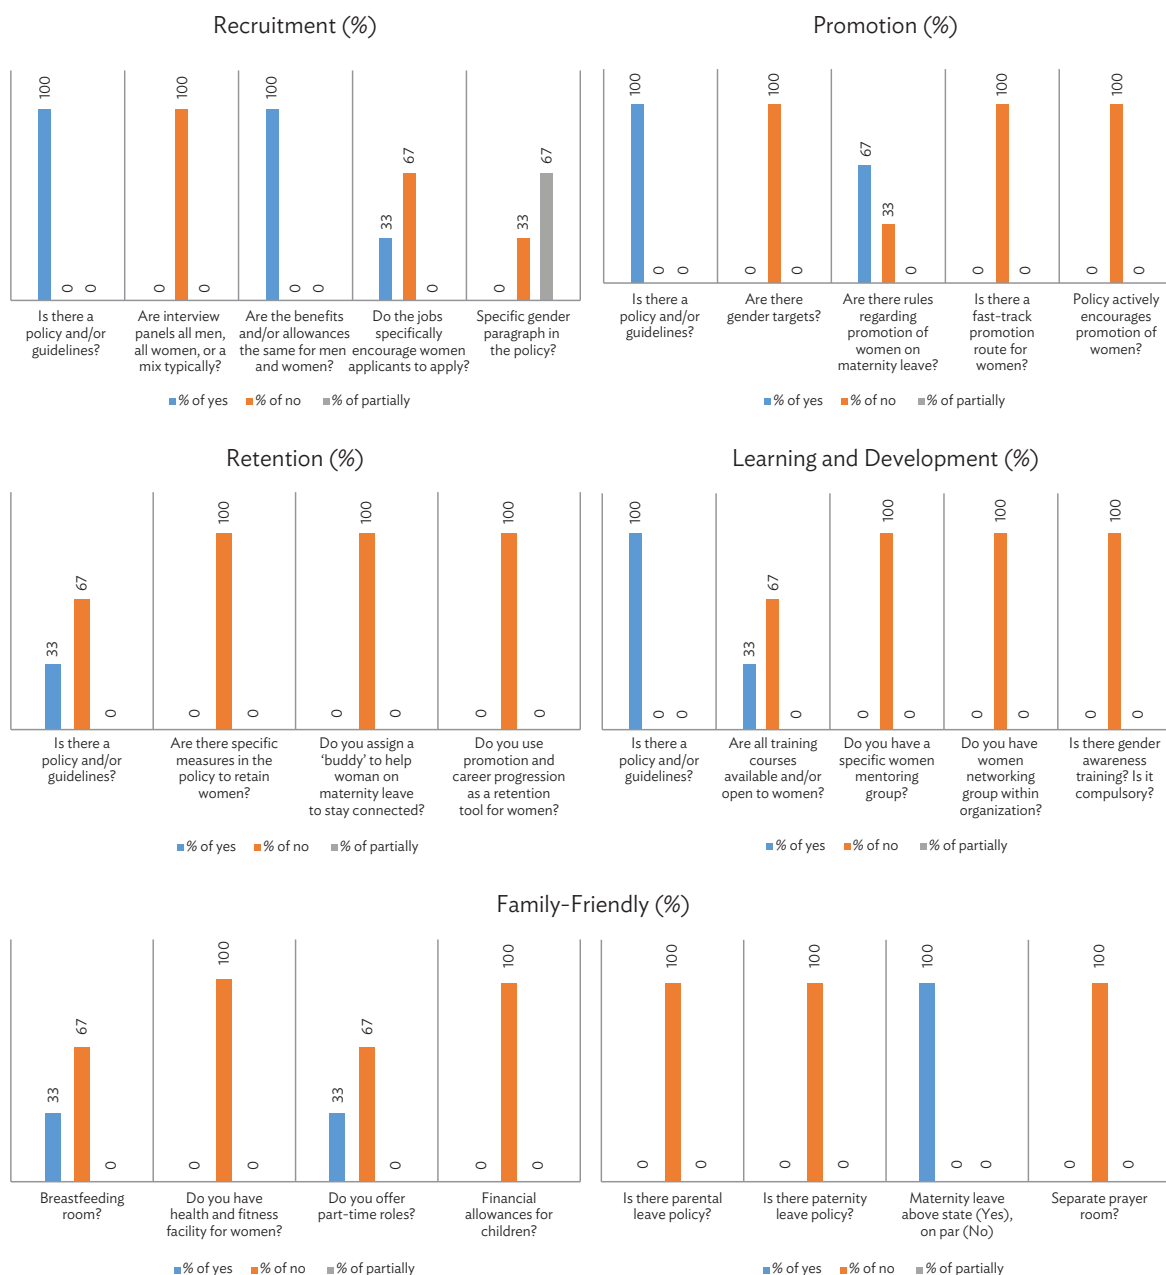 Recruitment (%)
100
0
0
0
100
0
100
0
0
33
67
0
0
33
67
Is there a
policy and/or
guidelines?
Are interview
panels all men,
all women, or a
mix typically?
Are the benefits
and/or allowances
the same for men
and women?
Do the jobs
specifically
encourage women
applicants to apply?
Specific gender
paragraph in
the policy?
% of yes % of no % of partially
Promotion (%)
100
0
0
0
100
0
67
33
0
0
100
0
0
100
0
Is there a
policy and/or
guidelines?
Are there
gender targets?
Are there rules
regarding
promotion of
women on
maternity leave?
Is there a
fast-track
promotion
route for
women?
Policy actively
encourages
promotion of
women?
% of yes % of no % of partially
Retention (%)
33
67
0
0
100
0
0
100
0
0
100
0
Is there a
policy and/or
guidelines?
Are there specific
measures in the
policy to retain
women?
Do you assign a
‘buddy’ to help
woman on
maternity leave
to stay connected?
Do you use
promotion and
career progression
as a retention
tool for women?
% of yes % of no % of partially
Learning and Development (%)
100
0
0
33
67
0
0
100
0
0
100
0
0
100
0
Is there a
policy and/or
guidelines?
Are all training
courses
available and/or
open to women?
Do you have a
specific women
mentoring
group?
Do you have
women
networking
group within
organization?
Is there gender
awareness
training? Is it
compulsory?
% of yes % of no % of partially
Family-Friendly (%)
33
67
0
0
100
0
33
67
0
0
100
0
Breastfeeding
room?
Do you have
health and fitness
facility for women?
Do you offer
part-time roles?
Financial
allowances for
children?
% of yes % of no % of partially
0
100
0
0
100
0
100
0
0
0
100
0
Is there parental
leave policy?
Is there paternity
leave policy?
Maternity leave
above state (Yes),
on par (No)
Separate prayer
room?
% of yes % of no % of partially